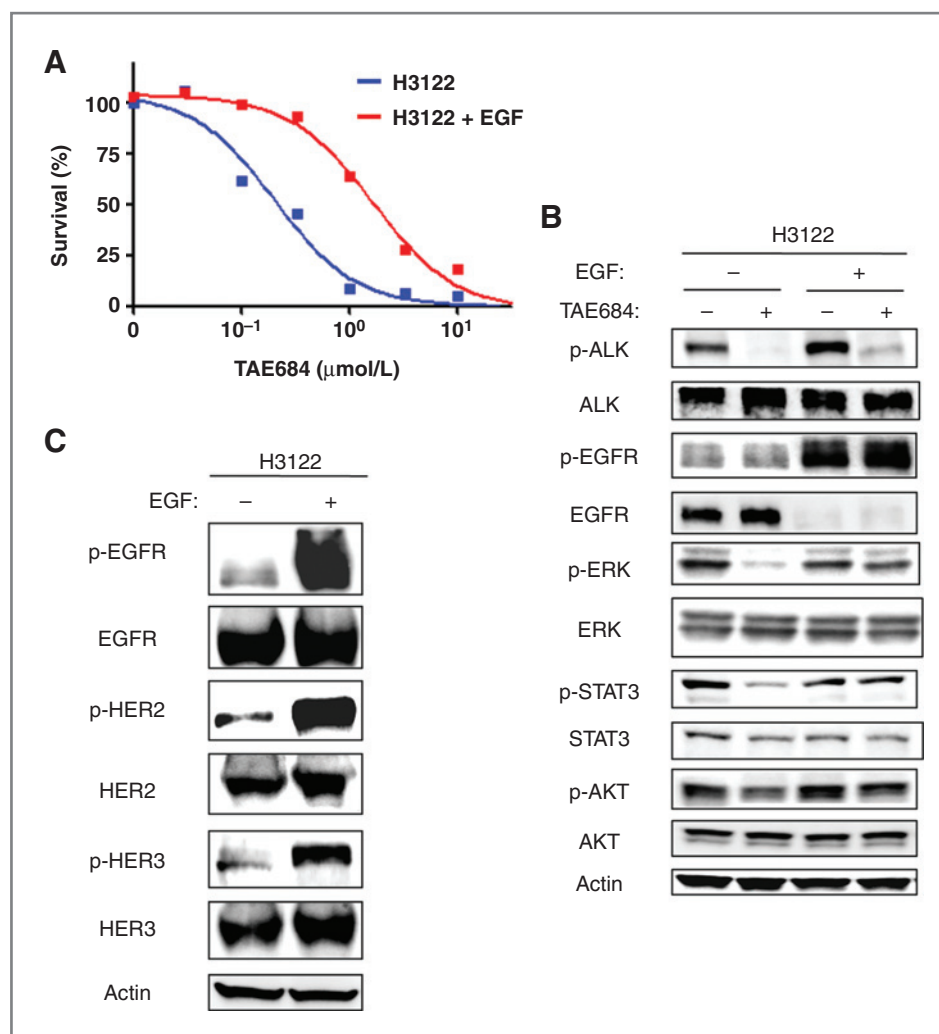 A
H3122
H3122 + EGF
100
75
50
25
0
Survival (%)
0
10⁻¹
10⁰
10¹
TAE684 (μmol/L)
B
H3122
EGF: – +
TAE684: – + – +
p-ALK
ALK
p-EGFR
EGFR
p-ERK
ERK
p-STAT3
STAT3
p-AKT
AKT
Actin
C
H3122
EGF: – +
p-EGFR
EGFR
p-HER2
HER2
p-HER3
HER3
Actin